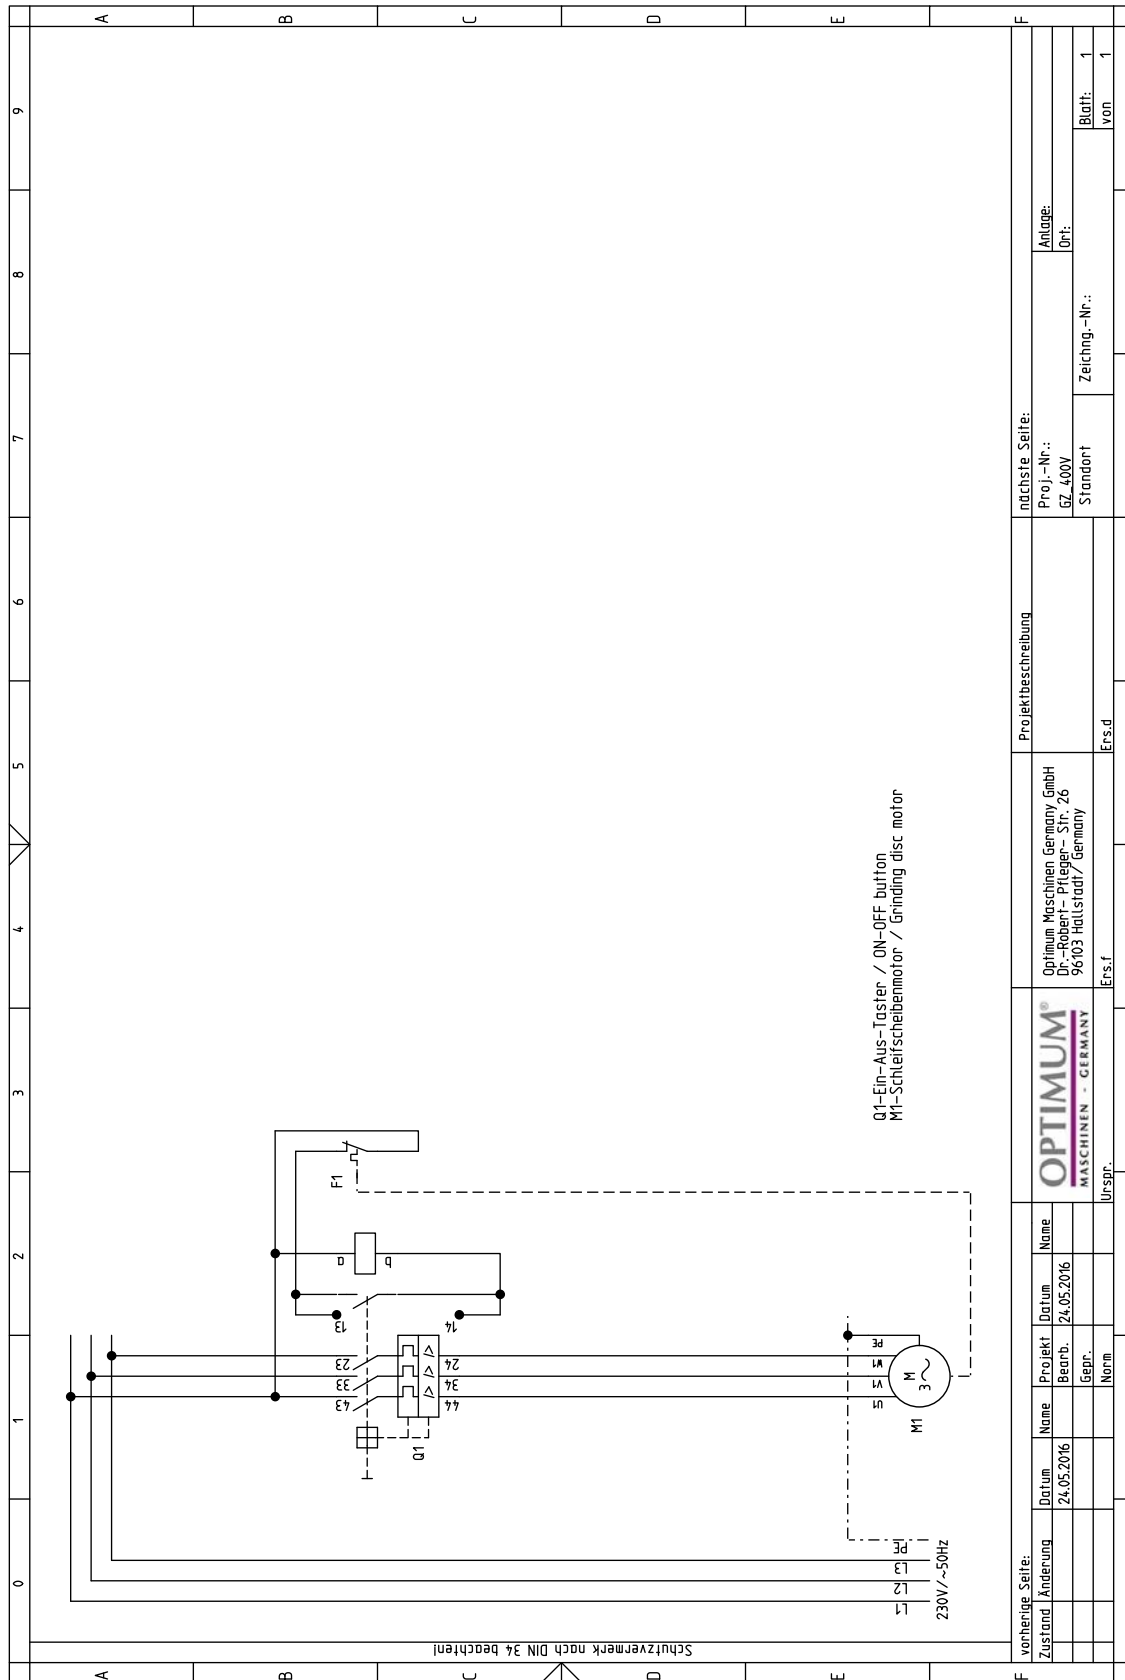 0 1 2 3 4 5 6 7 8 9
A A
B B
C C
D D
E E
F F
Schutzvermerk nach DIN 34 beachten!
L1
L2
L3
PE
230V/~50Hz
Q1
43 33 23 13
44 34 24 14
a
b
F1
U1 V1 W1 PE
M1
M
3
Q1-Ein-Aus-Taster / ON-OFF button
M1-Schleifscheibenmotor / Grinding disc motor
vorherige Seite:
Zustand Änderung Datum Name
24.05.2016
Projekt Datum Name
Bearb. 24.05.2016
Gepr.
Norm
Urspr.
OPTIMUM®
MASCHINEN - GERMANY
Optimum Maschinen Germany GmbH
Dr.-Robert- Pfleger- Str. 26
96103 Hallstadt/ Germany
Ers.f
Ers.d
Projektbeschreibung
nächste Seite:
Proj.-Nr.:
GZ_400V
Anlage:
Ort:
Standort
Zeichng.-Nr.:
Blatt: 1
von 1